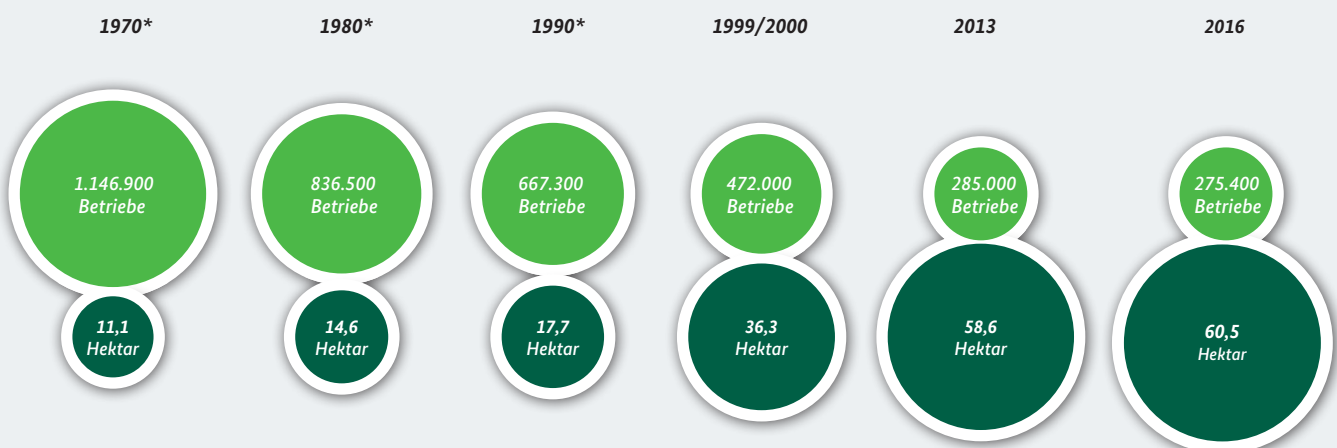 1970*
1980*
1990*
1999/2000
2013
2016
1.146.900
Betriebe
836.500
Betriebe
667.300
Betriebe
472.000
Betriebe
285.000
Betriebe
275.400
Betriebe
11,1
Hektar
14,6
Hektar
17,7
Hektar
36,3
Hektar
58,6
Hektar
60,5
Hektar